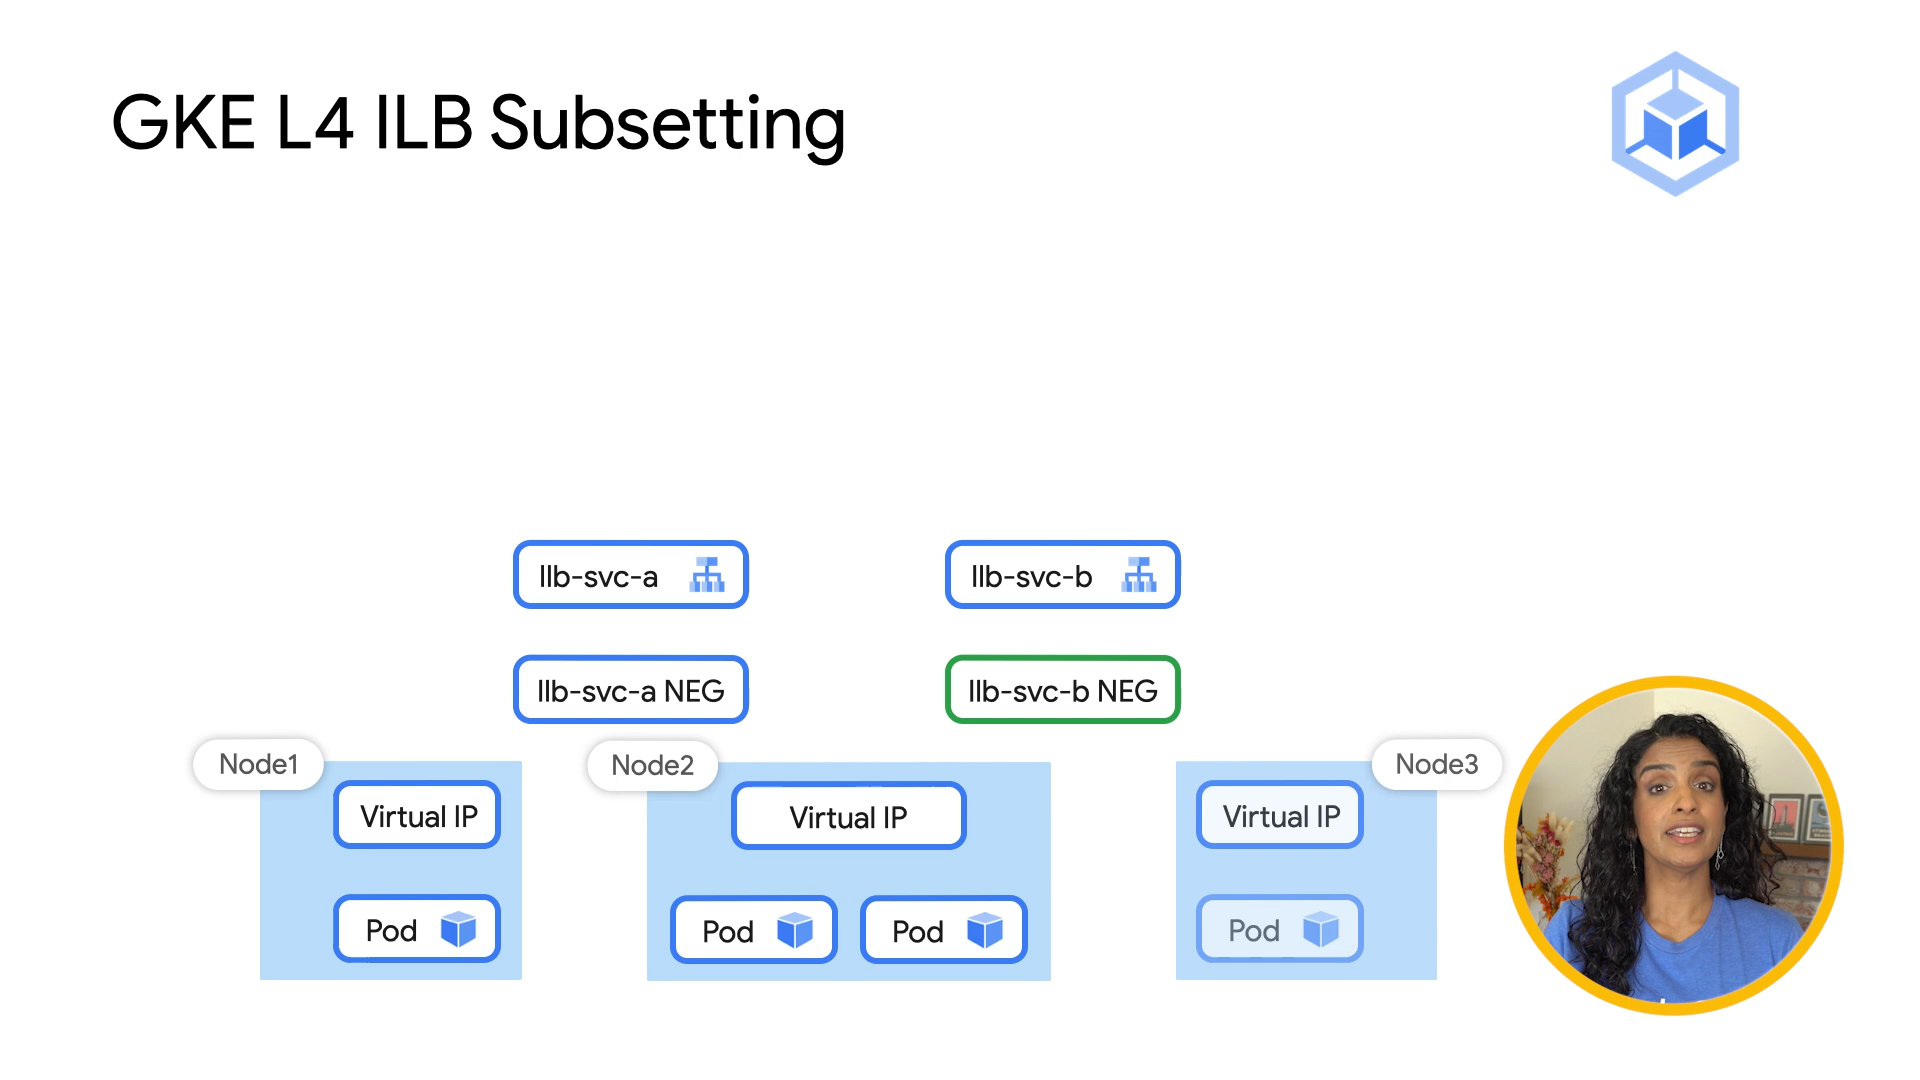 GKE L4 ILB Subsetting
Ilb-svc-a
Ilb-svc-b
Ilb-svc-a NEG
Ilb-svc-b NEG
Node1
Node2
Node3
Virtual IP
Virtual IP
Virtual IP
Pod
Pod
Pod
Pod